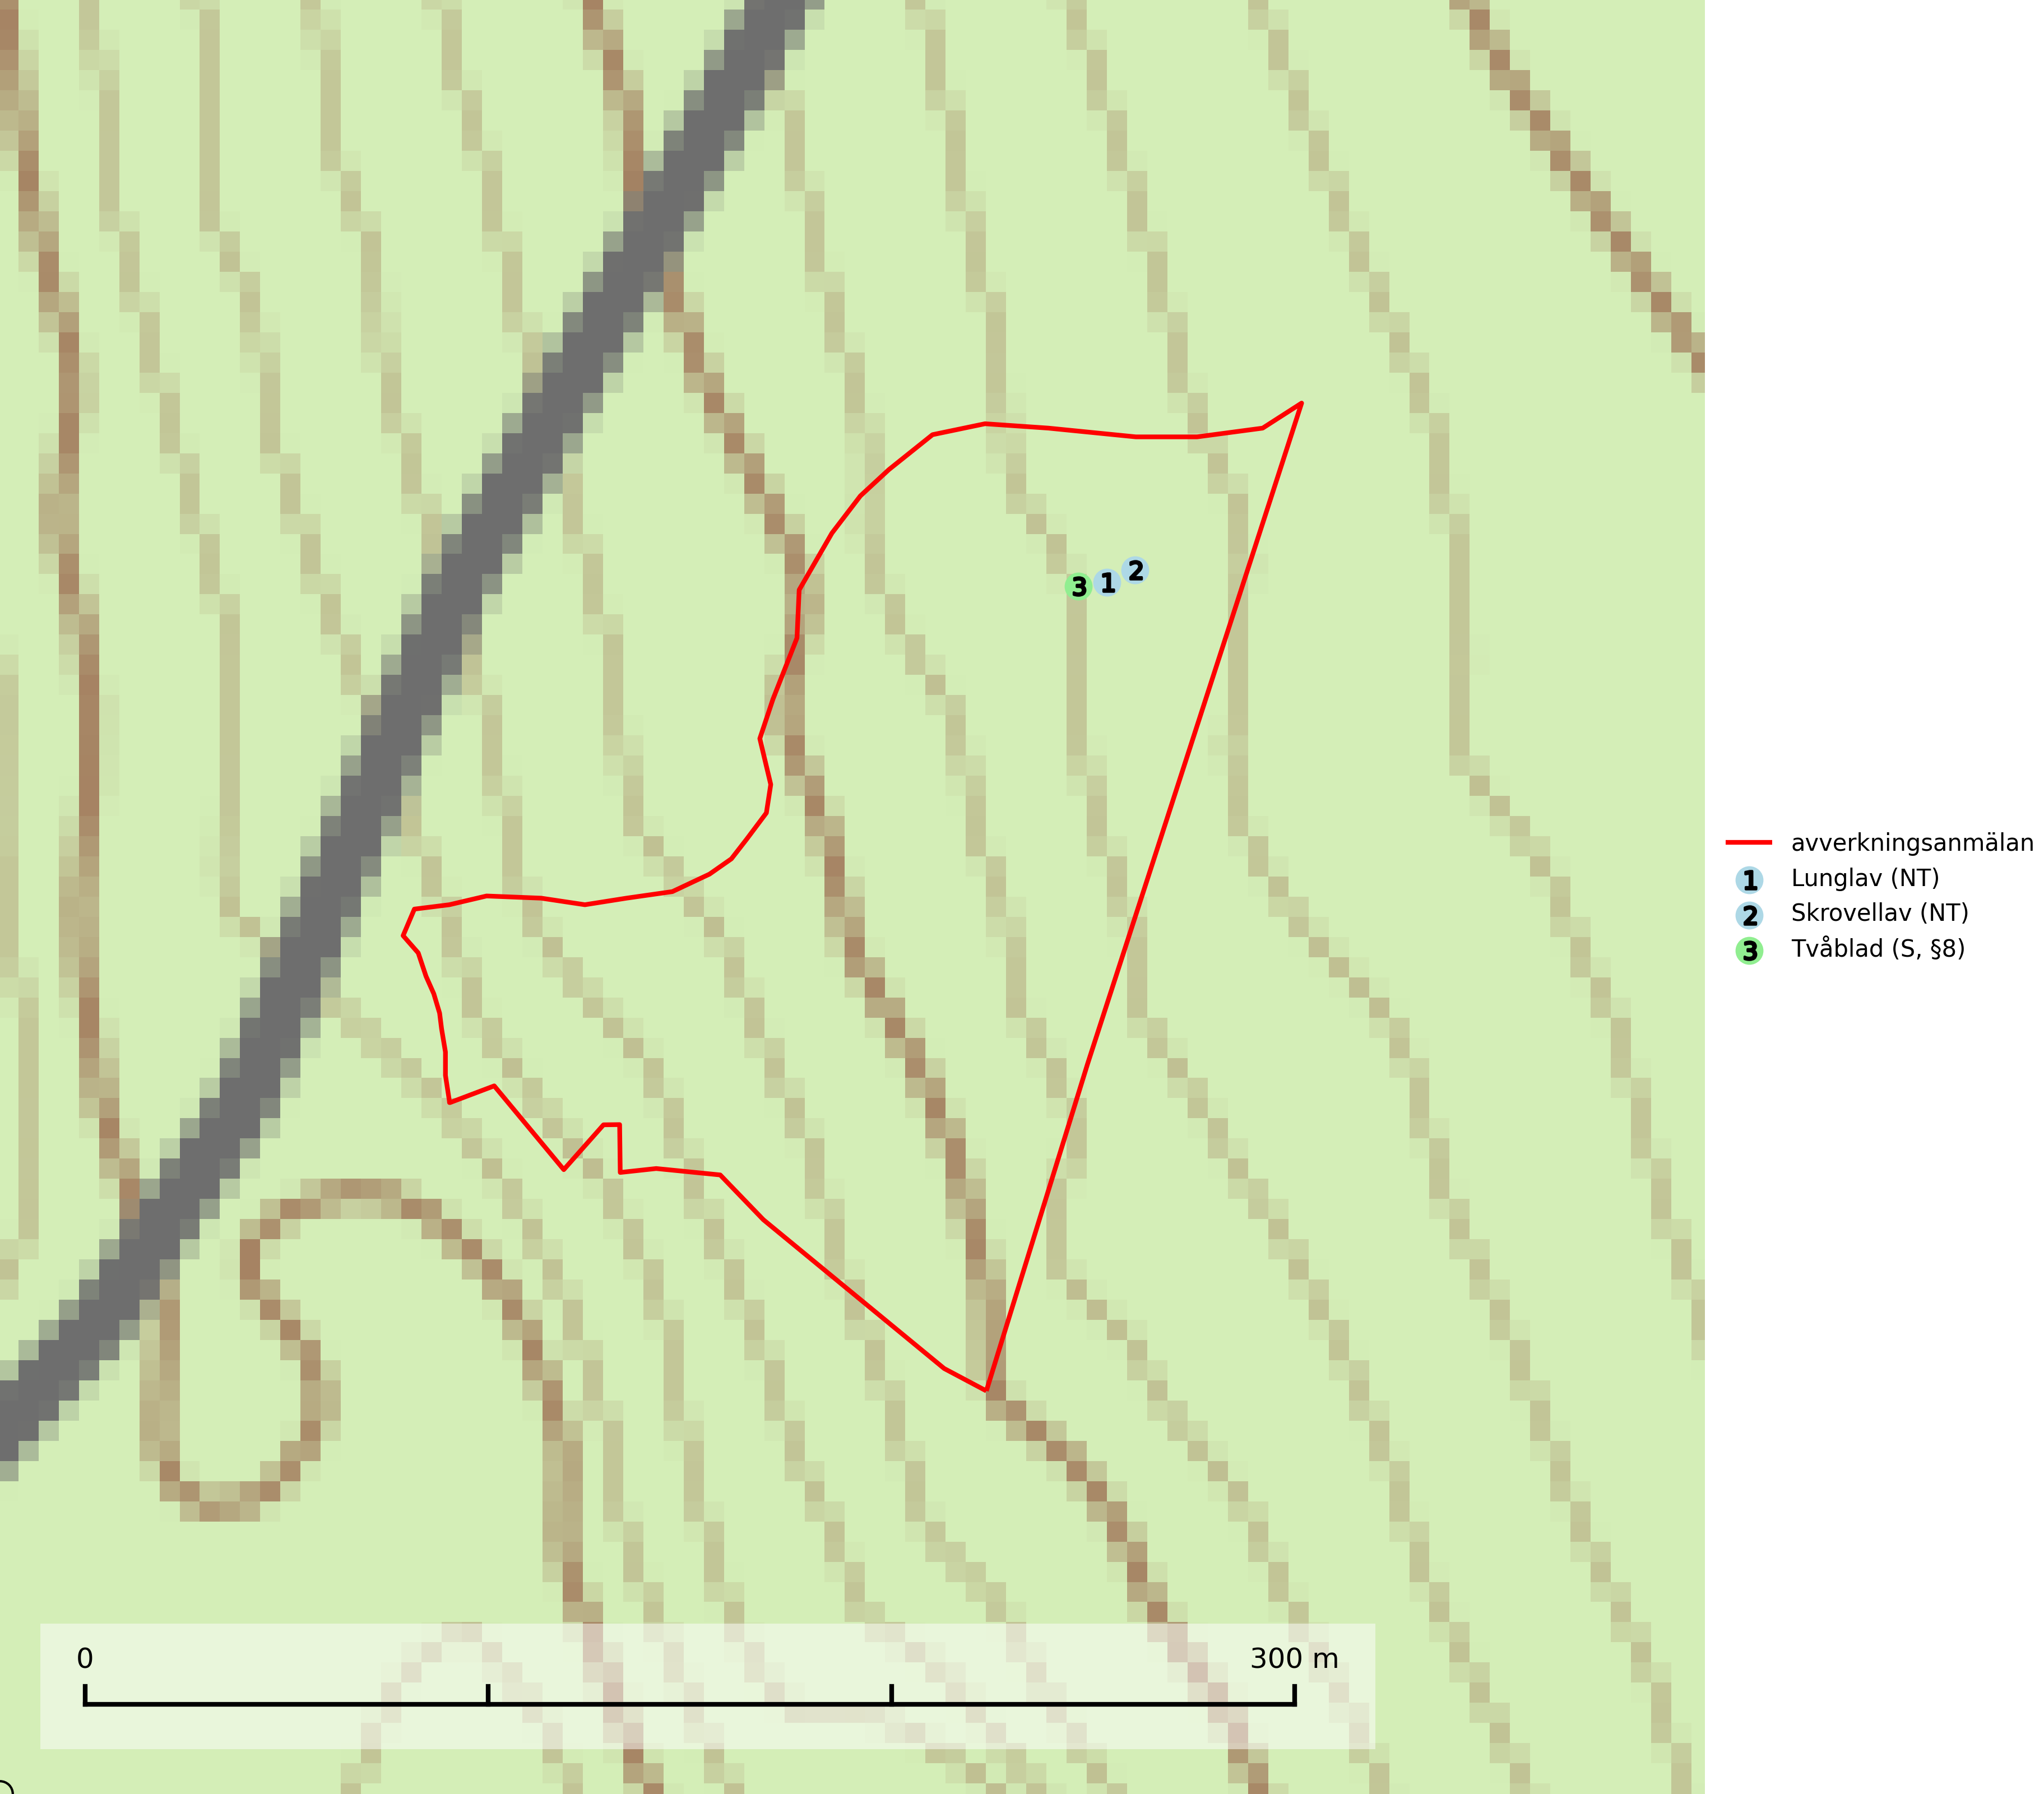 3 1 2
avverkningsanmälan
1 Lunglav (NT)
2 Skrovellav (NT)
3 Tvåblad (S, §8)
0 300 m